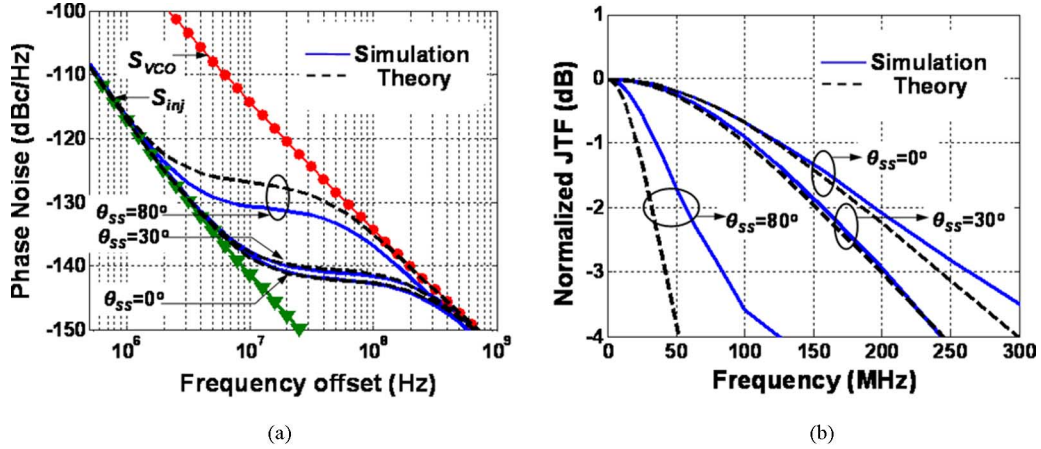 -100
-110
-120
-130
-140
-150
Phase Noise (dBc/Hz)
S_VCO
S_inj
Simulation
Theory
θ_SS=80°
θ_SS=30°
θ_SS=0°
10^6
10^7
10^8
10^9
Frequency offset (Hz)
(a)
1
0
-1
-2
-3
-4
Normalized JTF (dB)
Simulation
Theory
θ_SS=0°
θ_SS=80°
θ_SS=30°
0
50
100
150
200
250
300
Frequency (MHz)
(b)